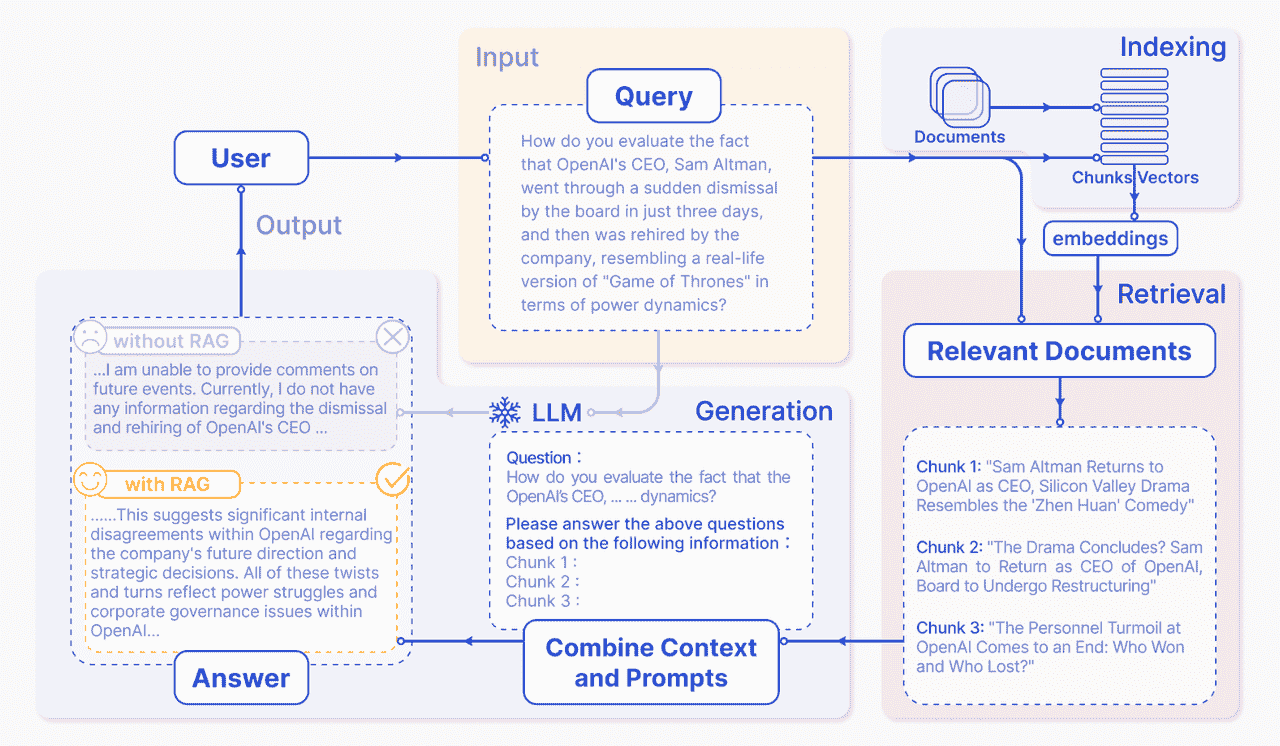 Input
Query
How do you evaluate the fact
that OpenAI's CEO, Sam Altman,
went through a sudden dismissal
by the board in just three days,
and then was rehired by the
company, resembling a real-life
version of "Game of Thrones" in
terms of power dynamics?
Indexing
Documents
Chunks Vectors
embeddings
User
Output
Retrieval
Relevant Documents
Chunk 1: "Sam Altman Returns to
OpenAI as CEO, Silicon Valley Drama
Resembles the 'Zhen Huan' Comedy"
Chunk 2: "The Drama Concludes? Sam
Altman to Return as CEO of OpenAI,
Board to Undergo Restructuring"
Chunk 3: "The Personnel Turmoil at
OpenAI Comes to an End: Who Won
and Who Lost?"
Generation
LLM
Question :
How do you evaluate the fact that the
OpenAI's CEO, ... ... dynamics?
Please answer the above questions
based on the following information :
Chunk 1 :
Chunk 2 :
Chunk 3 :
Combine Context
and Prompts
without RAG
...I am unable to provide comments on
future events. Currently, I do not have
any information regarding the dismissal
and rehiring of OpenAI's CEO ...
with RAG
......This suggests significant internal
disagreements within OpenAI regarding
the company's future direction and
strategic decisions. All of these twists
and turns reflect power struggles and
corporate governance issues within
OpenAI...
Answer